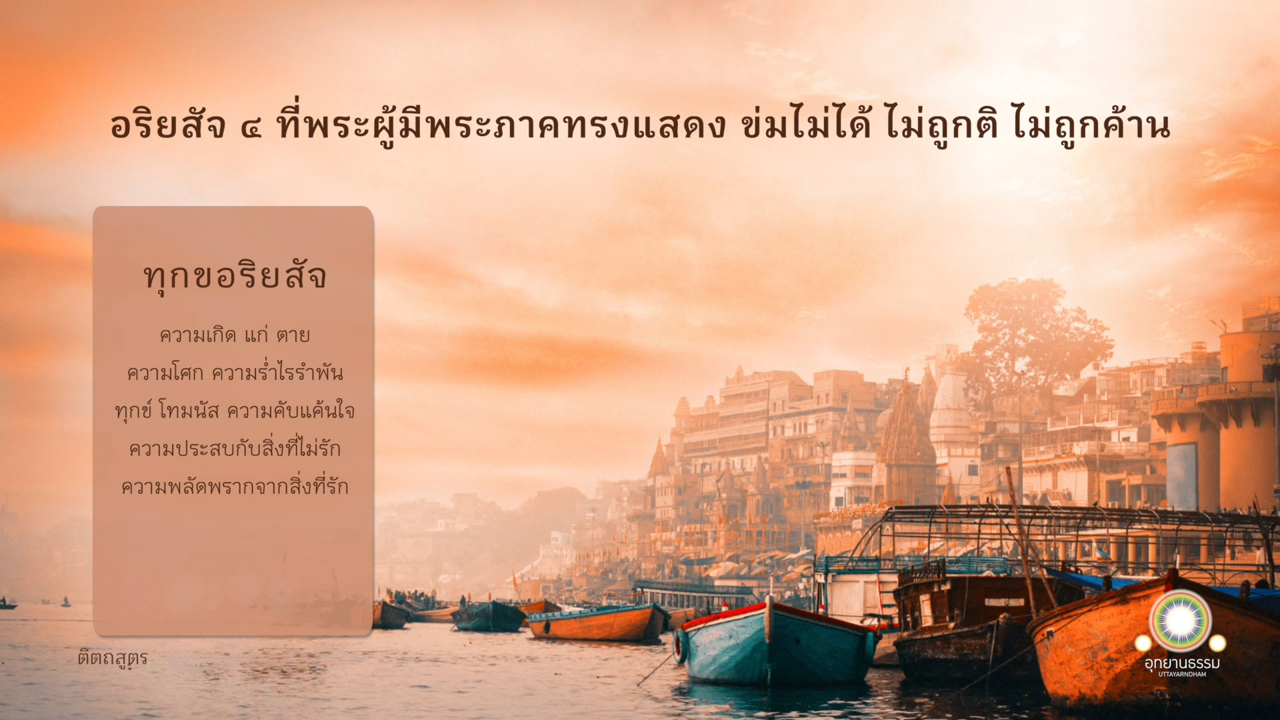 อริยสัจ ๔ ที่พระผู้มีพระภาคทรงแสดง ข่มไม่ได้ ไม่ถูกติ ไม่ถูกค้าน
ทุกขอริยสัจ
ความเกิด แก่ ตาย
ความโศก ความร่ำไรรำพัน
ทุกข์ โทมนัส ความคับแค้นใจ
ความประสบกับสิ่งที่ไม่รัก
ความพลัดพรากจากสิ่งที่รัก
ติตถสูตร
อุทยานธรรม
UTTAYARNDHAM